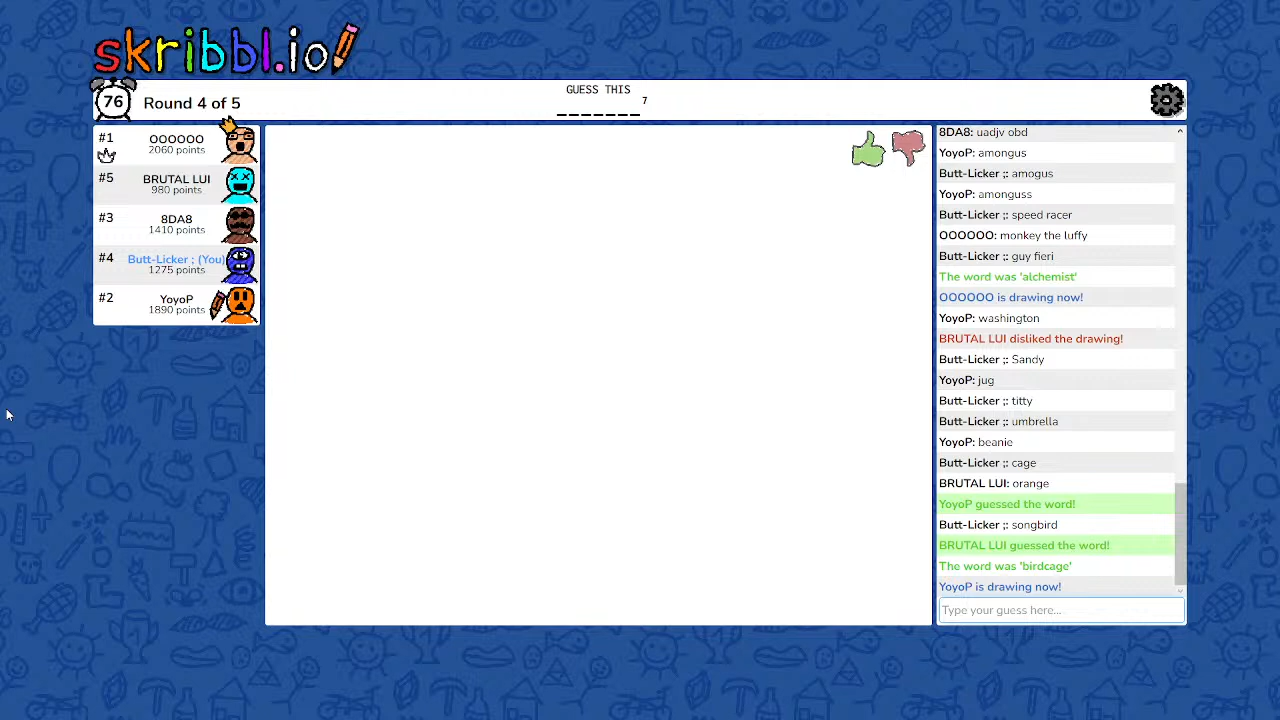 skribbl.io
76
Round 4 of 5
GUESS THIS
_______ 7
#1 OOOOOO
2060 points
#5 BRUTAL LUI
980 points
#3 8DA8
1410 points
#4 Butt-Licker ; (You)
1275 points
#2 YoyoP
1890 points
8DA8: uadjv obd
YoyoP: amongus
Butt-Licker ;: amogus
YoyoP: amonguss
Butt-Licker ;: speed racer
OOOOOO: monkey the luffy
Butt-Licker ;: guy fieri
The word was 'alchemist'
OOOOOO is drawing now!
YoyoP: washington
BRUTAL LUI disliked the drawing!
Butt-Licker ;: Sandy
YoyoP: jug
Butt-Licker ;: titty
Butt-Licker ;: umbrella
YoyoP: beanie
Butt-Licker ;: cage
BRUTAL LUI: orange
YoyoP guessed the word!
Butt-Licker ;: songbird
BRUTAL LUI guessed the word!
The word was 'birdcage'
YoyoP is drawing now!
Type your guess here...